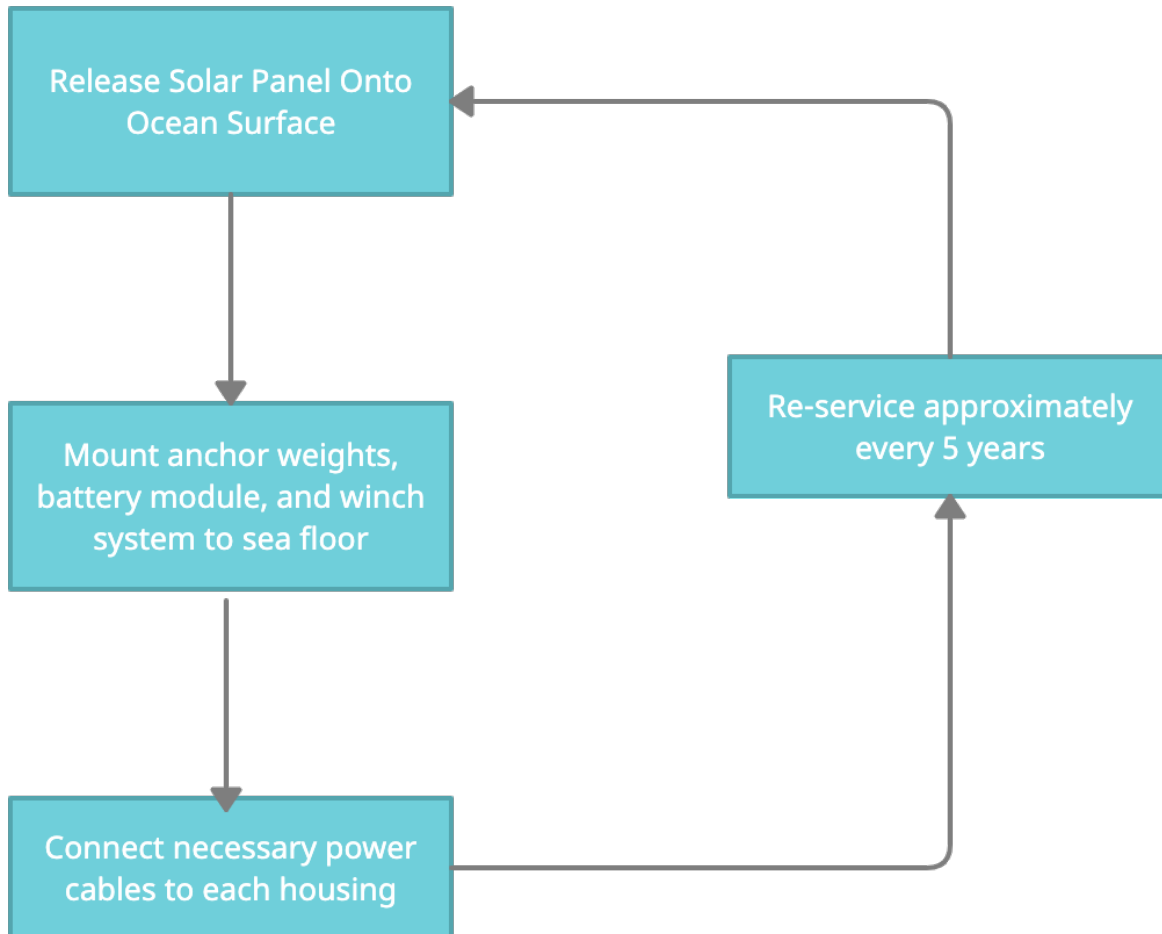 Release Solar Panel Onto
Ocean Surface
Mount anchor weights,
battery module, and winch
system to sea floor
Connect necessary power
cables to each housing
Re-service approximately
every 5 years